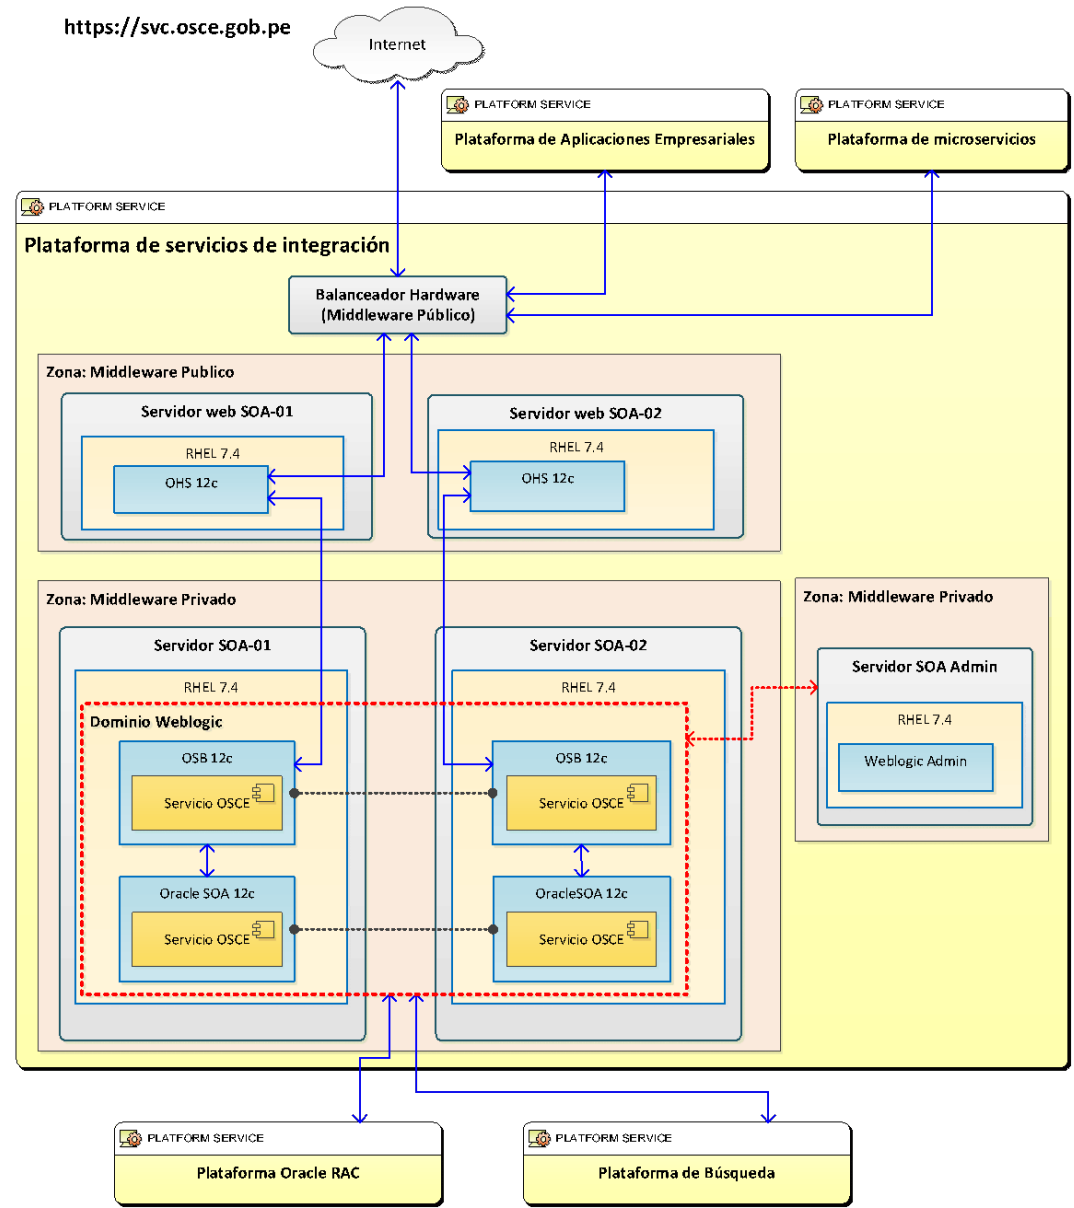 https://svc.osce.gob.pe
Internet
PLATFORM SERVICE
Plataforma de Aplicaciones Empresariales
PLATFORM SERVICE
Plataforma de microservicios
PLATFORM SERVICE
Plataforma de servicios de integración
Balanceador Hardware
(Middleware Público)
Zona: Middleware Publico
Servidor web SOA-01
RHEL 7.4
OHS 12c
Servidor web SOA-02
RHEL 7.4
OHS 12c
Zona: Middleware Privado
Servidor SOA-01
RHEL 7.4
Servidor SOA-02
RHEL 7.4
Dominio Weblogic
OSB 12c
Servicio OSCE
OSB 12c
Servicio OSCE
Oracle SOA 12c
Servicio OSCE
OracleSOA 12c
Servicio OSCE
Zona: Middleware Privado
Servidor SOA Admin
RHEL 7.4
Weblogic Admin
PLATFORM SERVICE
Plataforma Oracle RAC
PLATFORM SERVICE
Plataforma de Búsqueda